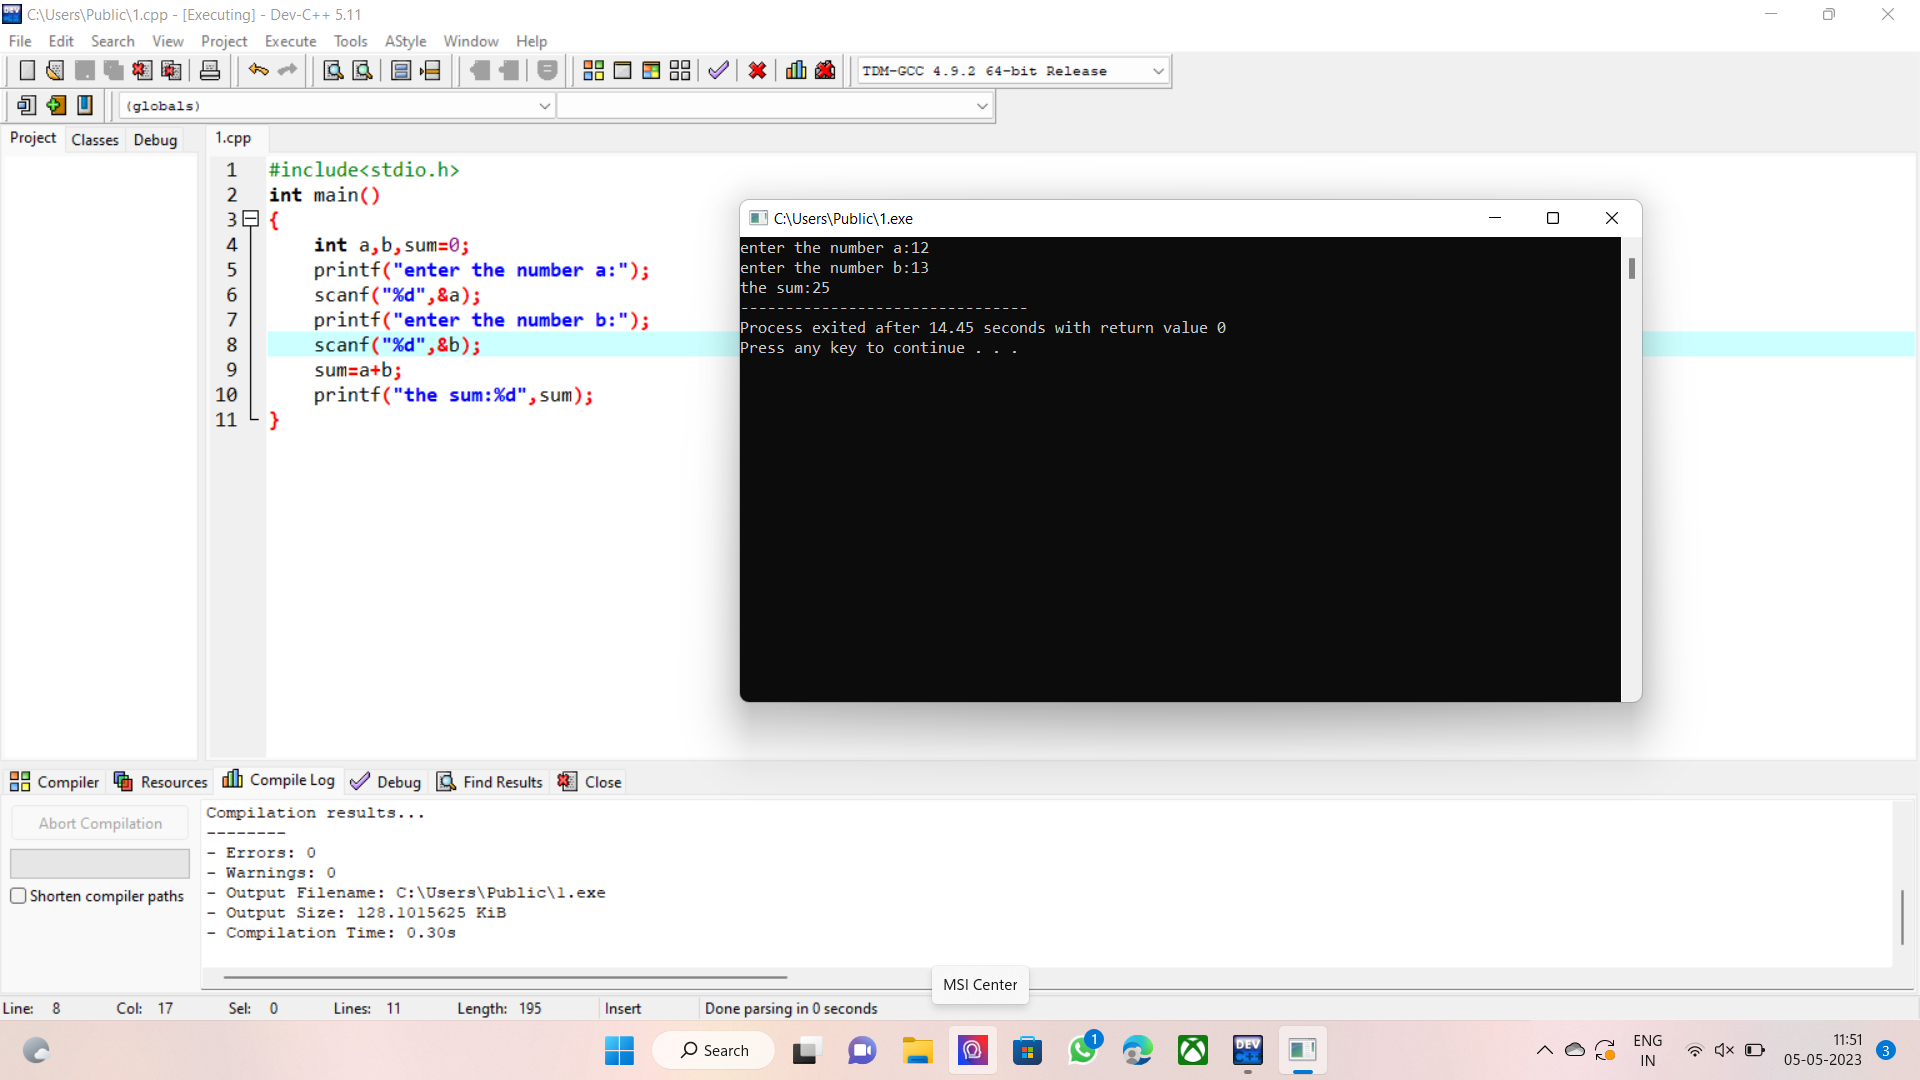 C:\Users\Public\1.cpp - [Executing] - Dev-C++ 5.11
File Edit Search View Project Execute Tools AStyle Window Help
TDM-GCC 4.9.2 64-bit Release
(globals)
Project Classes Debug 1.cpp
1 #include<stdio.h>
2 int main()
3 {
4 int a,b,sum=0;
5 printf("enter the number a:");
6 scanf("%d",&a);
7 printf("enter the number b:");
8 scanf("%d",&b);
9 sum=a+b;
10 printf("the sum:%d",sum);
11 }
C:\Users\Public\1.exe
enter the number a:12
enter the number b:13
the sum:25
--------------------------------
Process exited after 14.45 seconds with return value 0
Press any key to continue . . .
Compiler Resources Compile Log Debug Find Results Close
Abort Compilation
Shorten compiler paths
Compilation results...
--------
- Errors: 0
- Warnings: 0
- Output Filename: C:\Users\Public\1.exe
- Output Size: 128.1015625 KiB
- Compilation Time: 0.30s
MSI Center
Line: 8 Col: 17 Sel: 0 Lines: 11 Length: 195 Insert Done parsing in 0 seconds
Search
1
DEV
C++
ENG
IN
11:51
05-05-2023
3